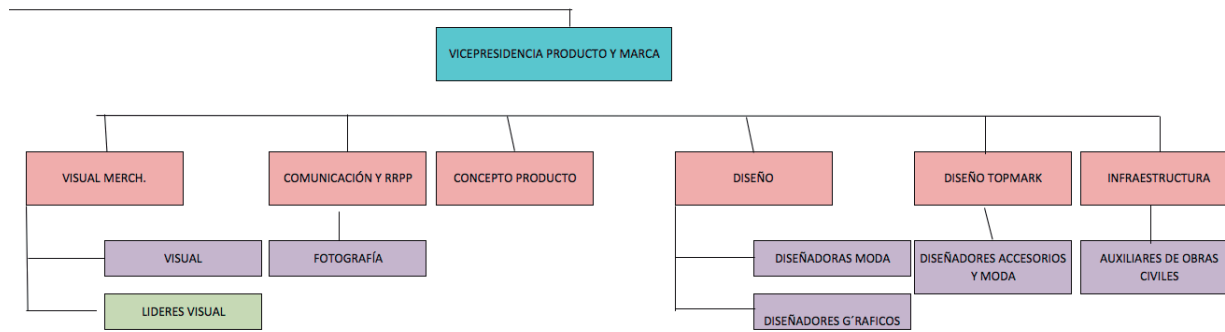 VICEPRESIDENCIA PRODUCTO Y MARCA
VISUAL MERCH.
COMUNICACIÓN Y RRPP
CONCEPTO PRODUCTO
DISEÑO
DISEÑO TOPMARK
INFRAESTRUCTURA
VISUAL
FOTOGRAFÍA
DISEÑADORAS MODA
DISEÑADORES ACCESORIOS
Y MODA
AUXILIARES DE OBRAS
CIVILES
LIDERES VISUAL
DISEÑADORES G´RAFICOS